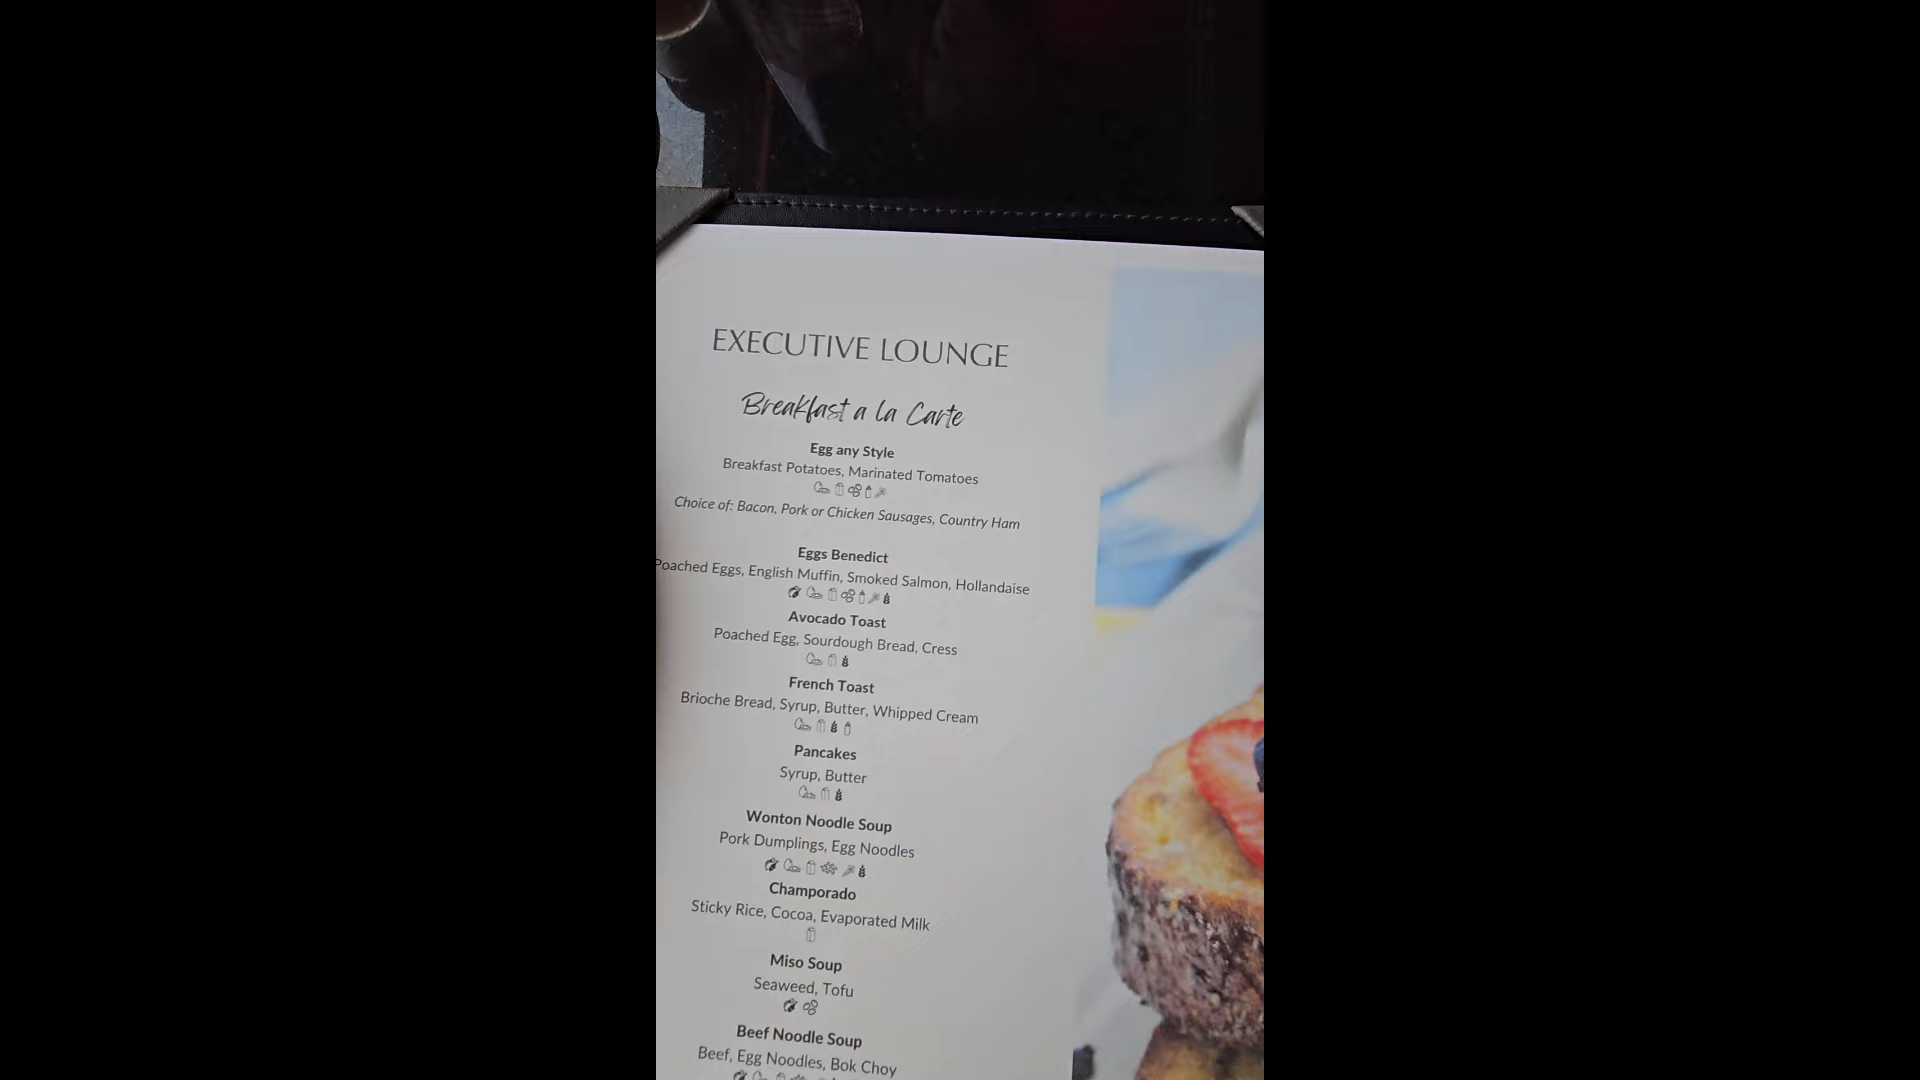 EXECUTIVE LOUNGE
Breakfast a la Carte
Egg any Style
Breakfast Potatoes, Marinated Tomatoes
Choice of: Bacon, Pork or Chicken Sausages, Country Ham
Eggs Benedict
Poached Eggs, English Muffin, Smoked Salmon, Hollandaise
Avocado Toast
Poached Egg, Sourdough Bread, Cress
French Toast
Brioche Bread, Syrup, Butter, Whipped Cream
Pancakes
Syrup, Butter
Wonton Noodle Soup
Pork Dumplings, Egg Noodles
Champorado
Sticky Rice, Cocoa, Evaporated Milk
Miso Soup
Seaweed, Tofu
Beef Noodle Soup
Beef, Egg Noodles, Bok Choy